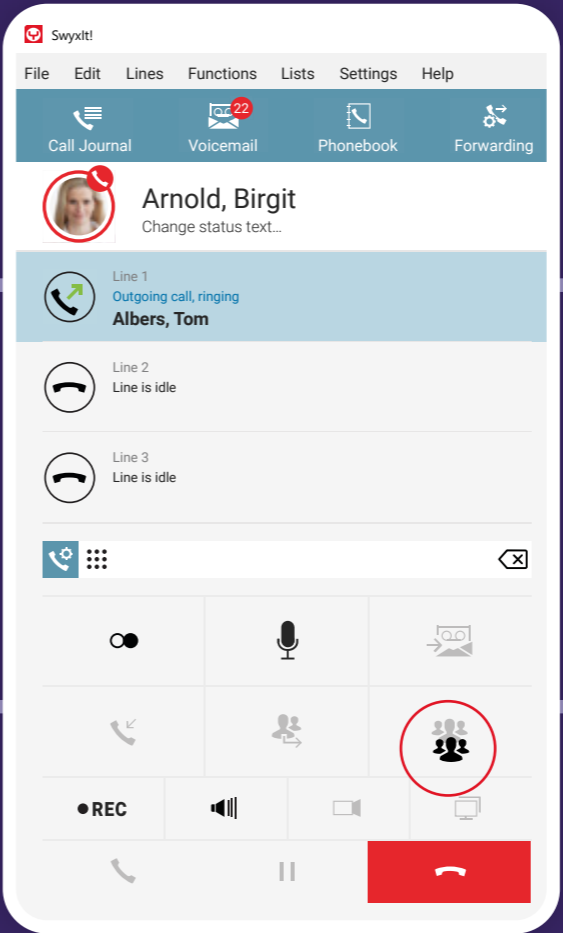 SwyxIt!
File Edit Lines Functions Lists Settings Help
22
Call Journal Voicemail Phonebook Forwarding
Arnold, Birgit
Change status text...
Line 1
Outgoing call, ringing
Albers, Tom
Line 2
Line is idle
Line 3
Line is idle
REC